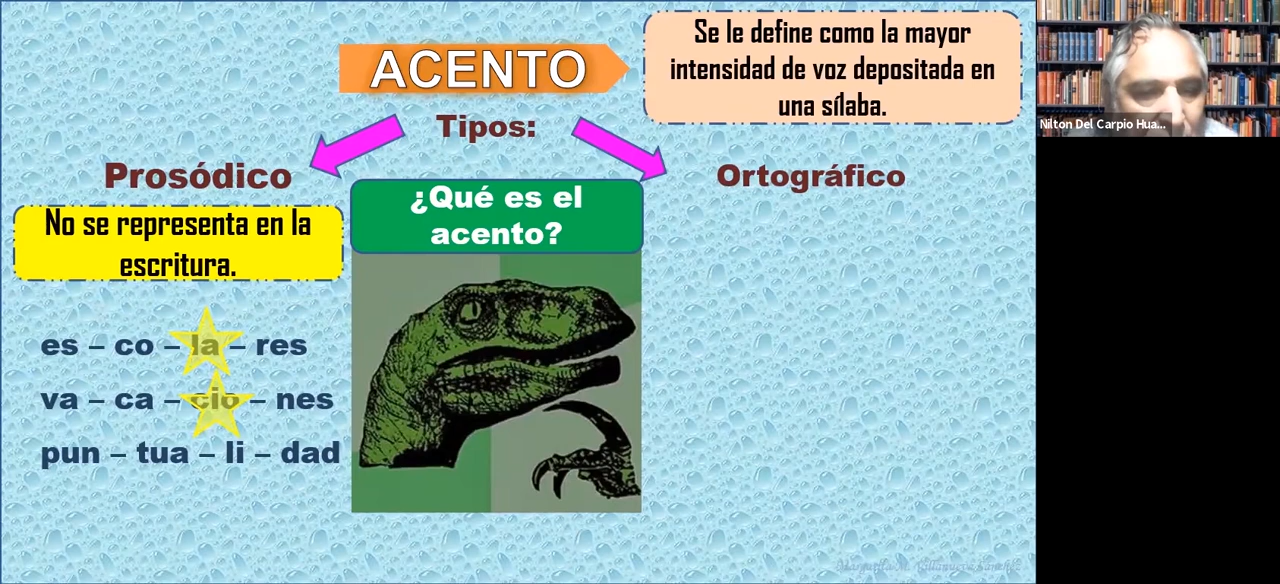 ACENTO
Se le define como la mayor
intensidad de voz depositada en
una sílaba.
Nilton Del Carpio Hua...
Tipos:
Prosódico
Ortográfico
No se representa en la
escritura.
¿Qué es el
acento?
es – co – la – res
va – ca – cio – nes
pun – tua – li – dad